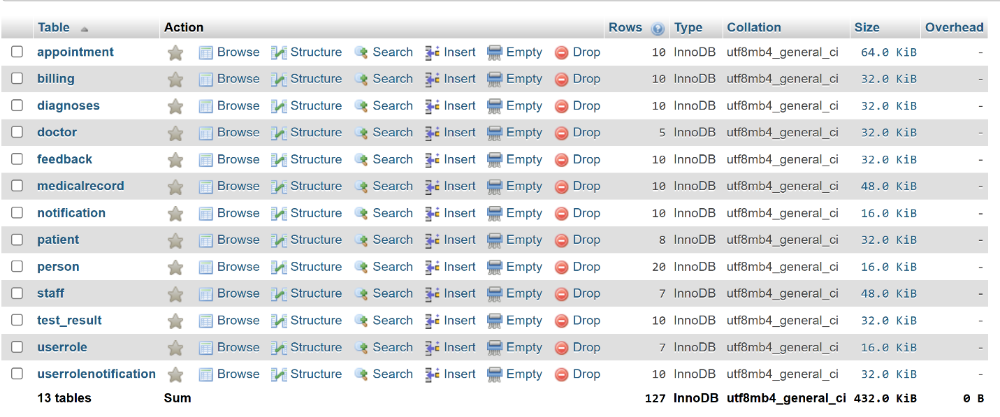 Table Action Rows Type Collation Size Overhead
appointment Browse Structure Search Insert Empty Drop 10 InnoDB utf8mb4_general_ci 64.0 KiB -
billing Browse Structure Search Insert Empty Drop 10 InnoDB utf8mb4_general_ci 32.0 KiB -
diagnoses Browse Structure Search Insert Empty Drop 10 InnoDB utf8mb4_general_ci 32.0 KiB -
doctor Browse Structure Search Insert Empty Drop 5 InnoDB utf8mb4_general_ci 32.0 KiB -
feedback Browse Structure Search Insert Empty Drop 10 InnoDB utf8mb4_general_ci 32.0 KiB -
medicalrecord Browse Structure Search Insert Empty Drop 10 InnoDB utf8mb4_general_ci 48.0 KiB -
notification Browse Structure Search Insert Empty Drop 10 InnoDB utf8mb4_general_ci 16.0 KiB -
patient Browse Structure Search Insert Empty Drop 8 InnoDB utf8mb4_general_ci 32.0 KiB -
person Browse Structure Search Insert Empty Drop 20 InnoDB utf8mb4_general_ci 16.0 KiB -
staff Browse Structure Search Insert Empty Drop 7 InnoDB utf8mb4_general_ci 48.0 KiB -
test_result Browse Structure Search Insert Empty Drop 10 InnoDB utf8mb4_general_ci 32.0 KiB -
userrole Browse Structure Search Insert Empty Drop 7 InnoDB utf8mb4_general_ci 16.0 KiB -
userrolenotification Browse Structure Search Insert Empty Drop 10 InnoDB utf8mb4_general_ci 32.0 KiB -
13 tables Sum 127 InnoDB utf8mb4_general_ci 432.0 KiB 0 B